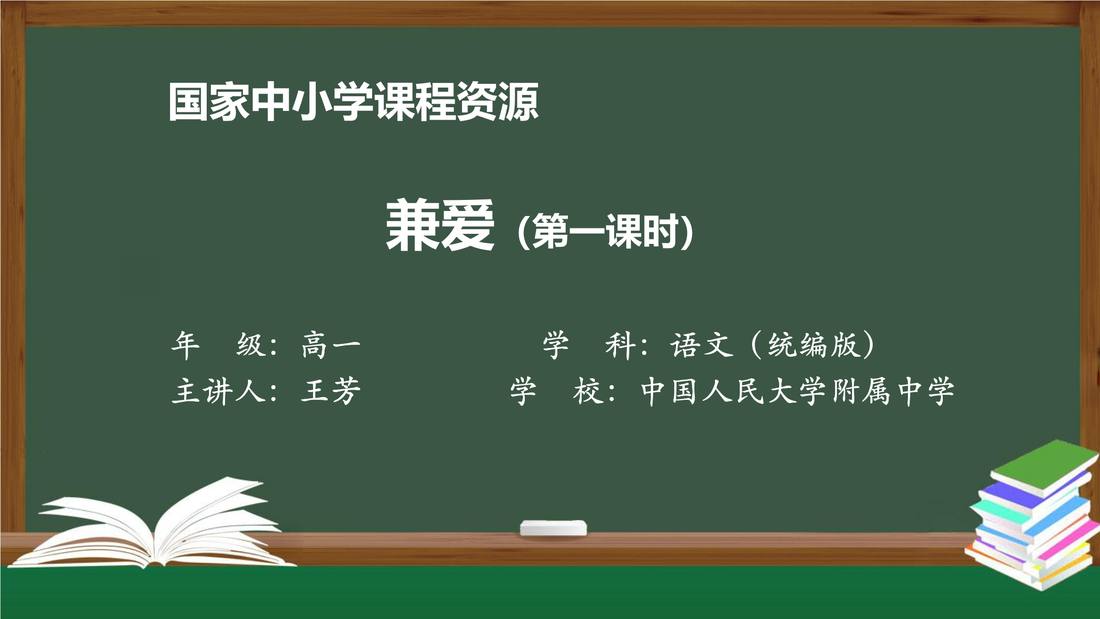 国家中小学课程资源
兼爱（第一课时）
年　级：高一　学　科：语文（统编版）
主讲人：王芳　学　校：中国人民大学附属中学